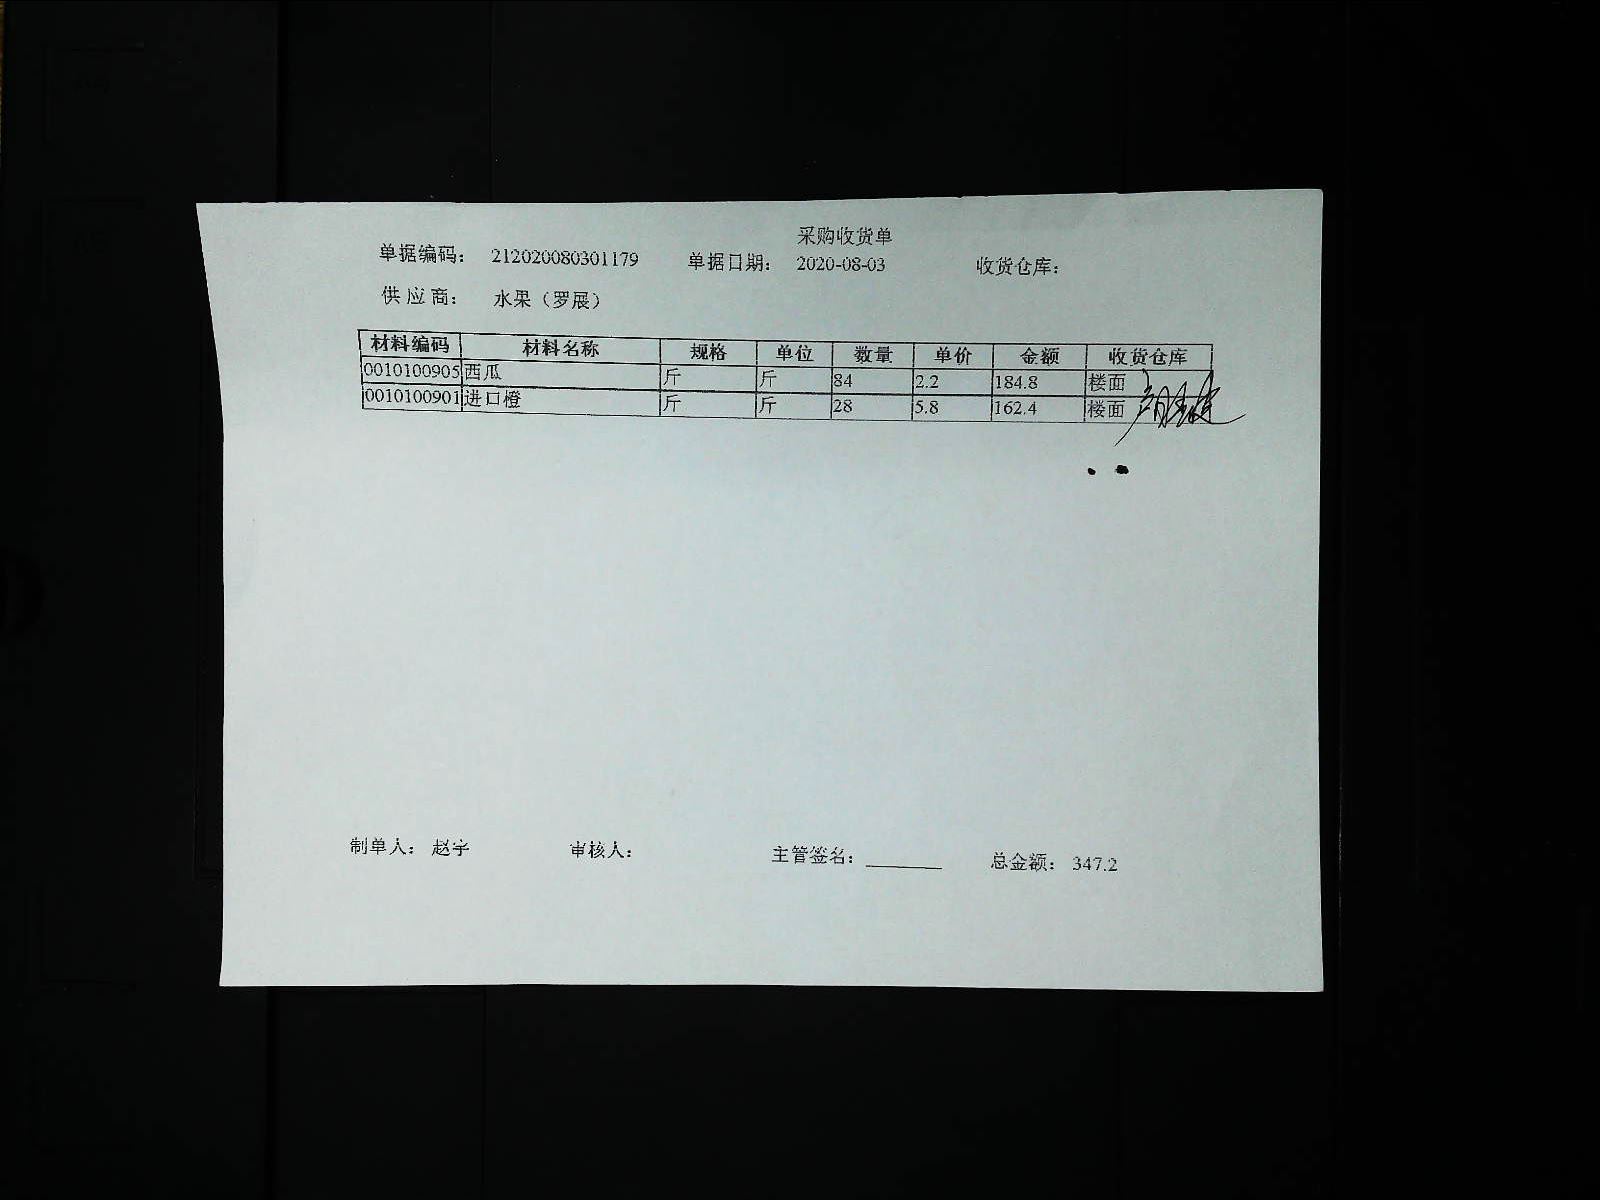 采购收货单
单据编码： 212020080301179 单据日期： 2020-08-03 收货仓库：
供应商： 水果（罗展）
材料编码 材料名称 规格 单位 数量 单价 金额 收货仓库
0010100905 西瓜 斤 斤 84 2.2 184.8 楼面
0010100901 进口橙 斤 斤 28 5.8 162.4 楼面
制单人： 赵宇 审核人： 主管签名： 总金额： 347.2